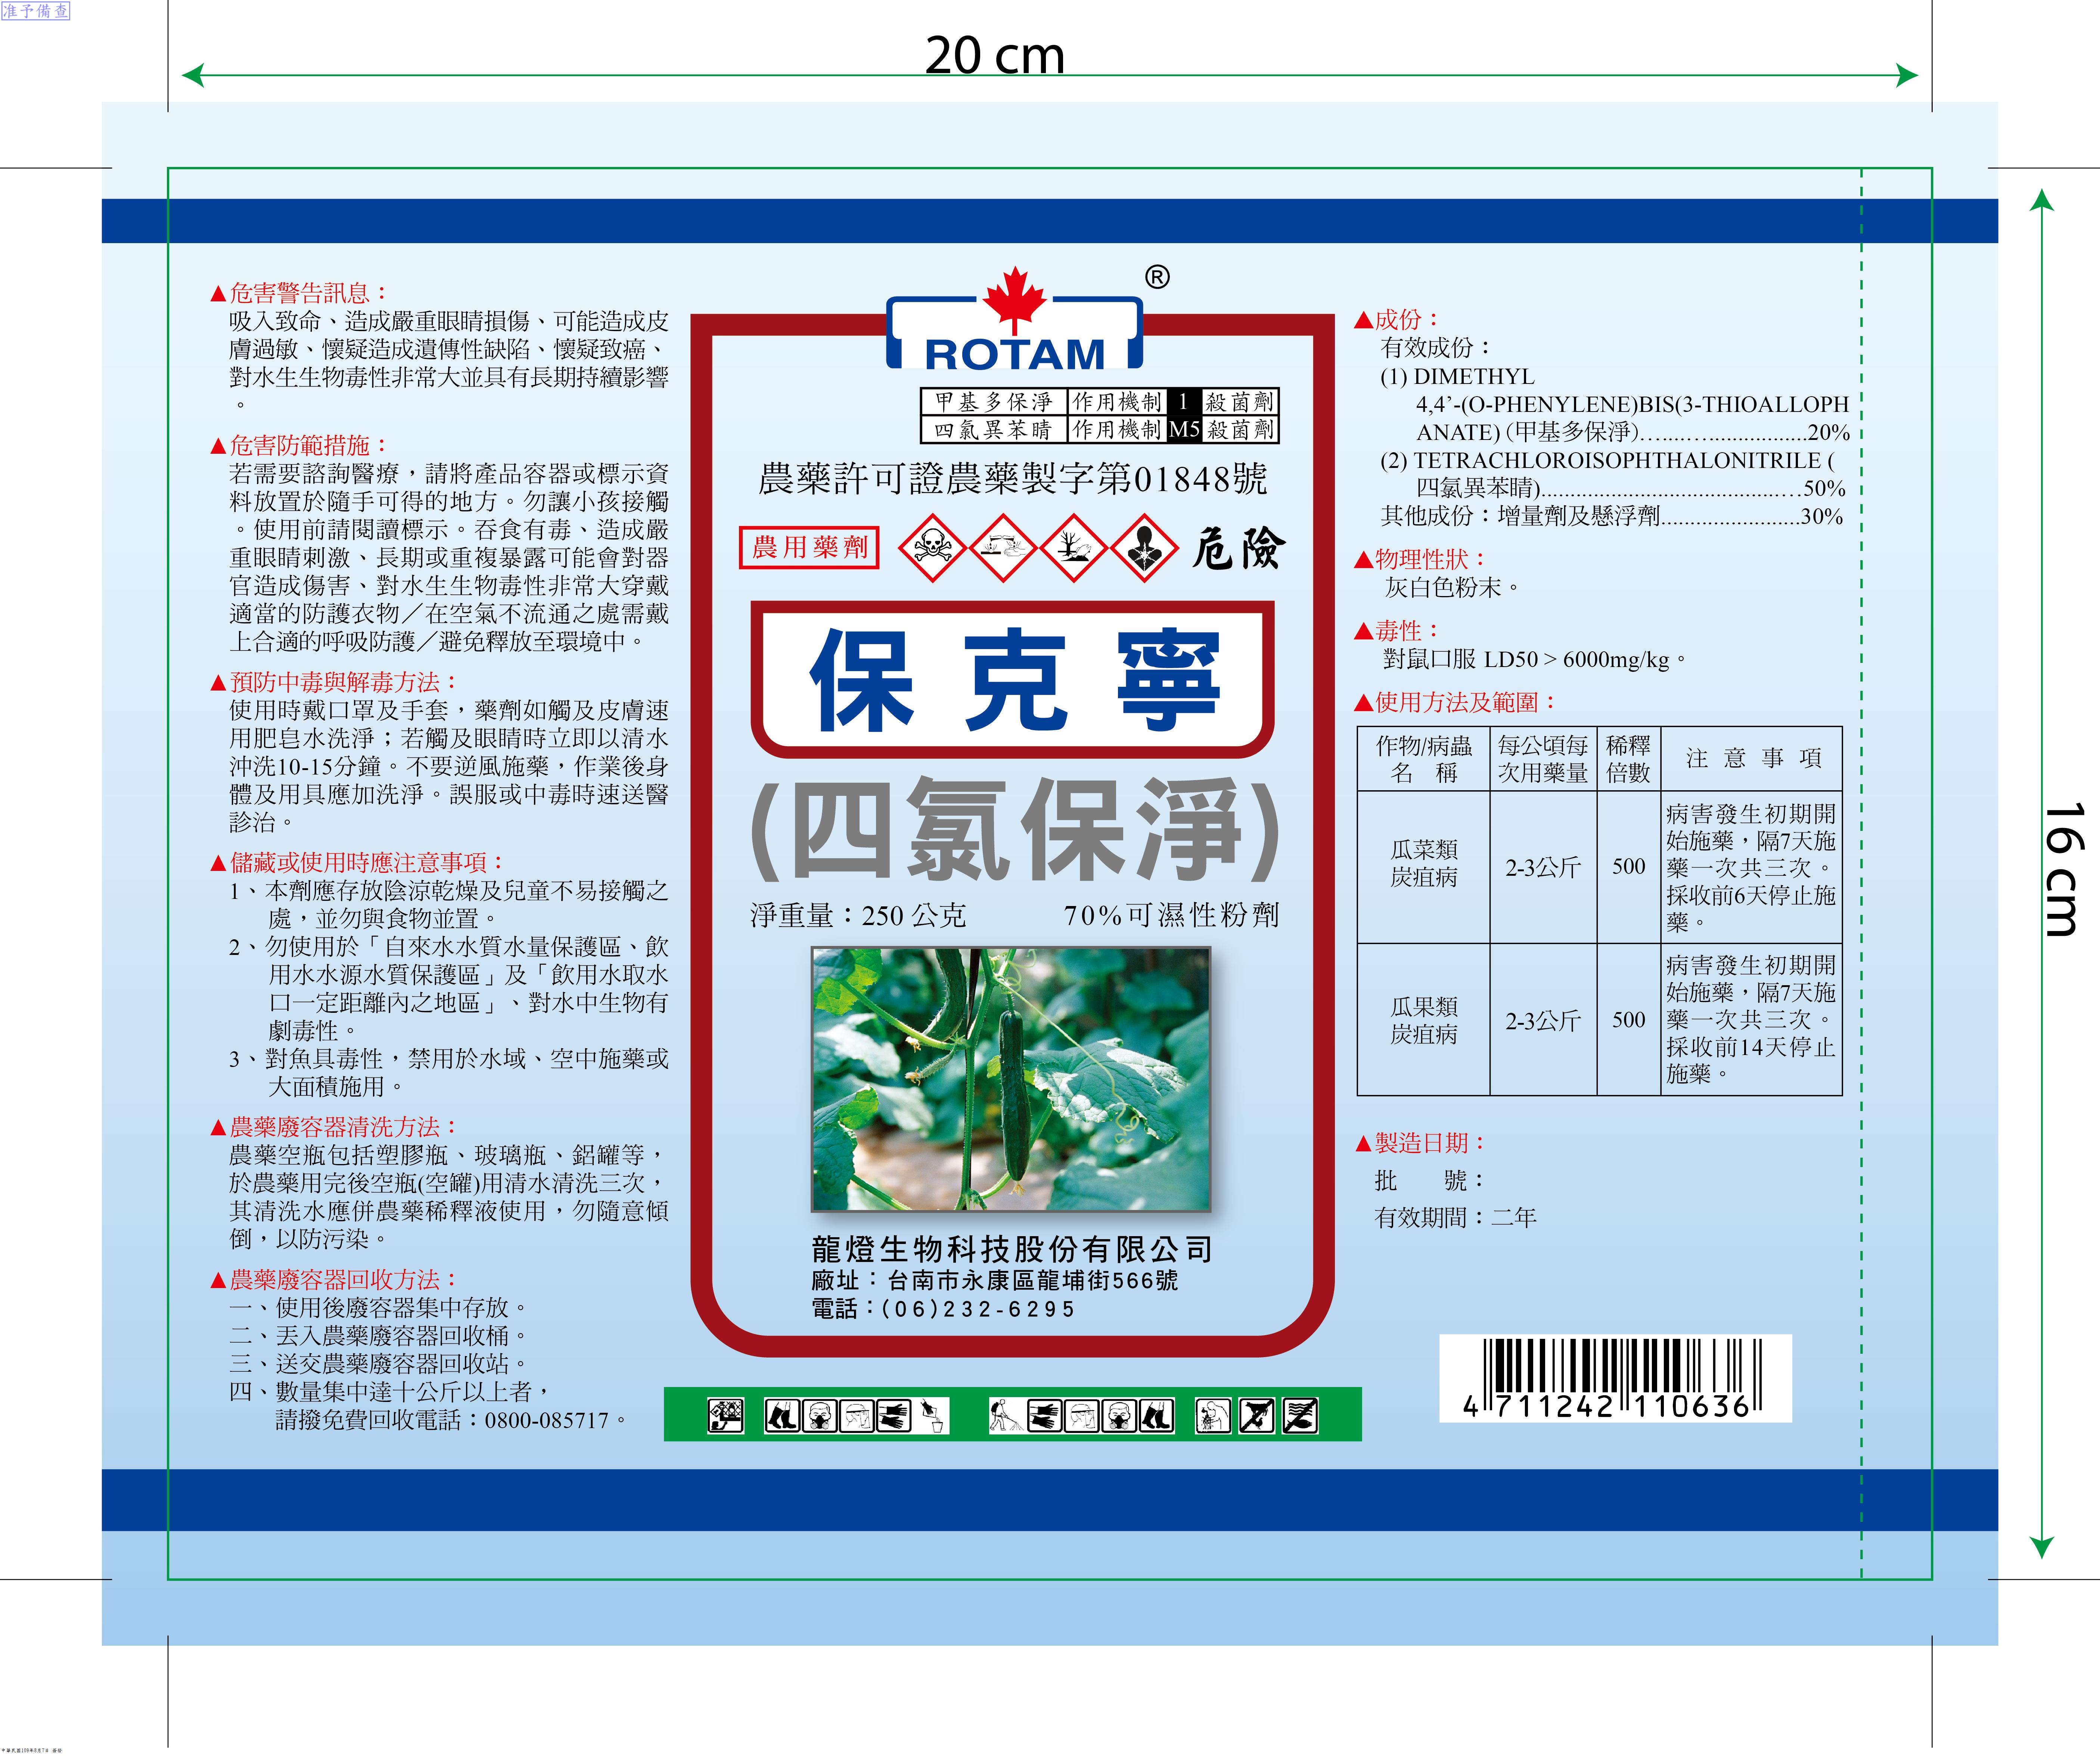 准予備查
20 cm
16 cm
▲危害警告訊息：
吸入致命、造成嚴重眼睛損傷、可能造成皮
膚過敏、懷疑造成遺傳性缺陷、懷疑致癌、
對水生生物毒性非常大並具有長期持續影響
。
▲危害防範措施：
若需要諮詢醫療，請將產品容器或標示資
料放置於隨手可得的地方。勿讓小孩接觸
。使用前請閱讀標示。吞食有毒、造成嚴
重眼睛刺激、長期或重複暴露可能會對器
官造成傷害、對水生生物毒性非常大穿戴
適當的防護衣物／在空氣不流通之處需戴
上合適的呼吸防護／避免釋放至環境中。
▲預防中毒與解毒方法：
使用時戴口罩及手套，藥劑如觸及皮膚速
用肥皂水洗淨；若觸及眼睛時立即以清水
沖洗10-15分鐘。不要逆風施藥，作業後身
體及用具應加洗淨。誤服或中毒時速送醫
診治。
▲儲藏或使用時應注意事項：
1、本劑應存放陰涼乾燥及兒童不易接觸之
處，並勿與食物並置。
2、勿使用於「自來水水質水量保護區、飲
用水水源水質保護區」及「飲用水取水
口一定距離內之地區」、對水中生物有
劇毒性。
3、對魚具毒性，禁用於水域、空中施藥或
大面積施用。
▲農藥廢容器清洗方法：
農藥空瓶包括塑膠瓶、玻璃瓶、鋁罐等，
於農藥用完後空瓶(空罐)用清水清洗三次，
其清洗水應併農藥稀釋液使用，勿隨意傾
倒，以防污染。
▲農藥廢容器回收方法：
一、使用後廢容器集中存放。
二、丟入農藥廢容器回收桶。
三、送交農藥廢容器回收站。
四、數量集中達十公斤以上者，
請撥免費回收電話：0800-085717。
®
ROTAM
甲基多保淨 作用機制 1 殺菌劑
四氯異苯晴 作用機制 M5 殺菌劑
農藥許可證農藥製字第01848號
農用藥劑 危險
保克寧
(四氯保淨)
淨重量：250 公克 70%可濕性粉劑
龍燈生物科技股份有限公司
廠址：台南市永康區龍埔街566號
電話：(06)232-6295
▲成份：
有效成份：
(1) DIMETHYL
4,4’-(O-PHENYLENE)BIS(3-THIOALLOPH
ANATE) (甲基多保淨)…...….................20%
(2) TETRACHLOROISOPHTHALONITRILE (
四氯異苯晴)........................................…50%
其他成份：增量劑及懸浮劑........................30%
▲物理性狀：
灰白色粉末。
▲毒性：
對鼠口服 LD50 > 6000mg/kg。
▲使用方法及範圍：
作物/病蟲 每公頃每 稀釋 注意事項
名稱 次用藥量 倍數
瓜菜類 炭疽病 2-3公斤 500
病害發生初期開
始施藥，隔7天施
藥一次共三次。
採收前6天停止施
藥。
瓜果類 炭疽病 2-3公斤 500
病害發生初期開
始施藥，隔7天施
藥一次共三次。
採收前14天停止
施藥。
▲製造日期：
批號：
有效期間：二年
4 711242 110636